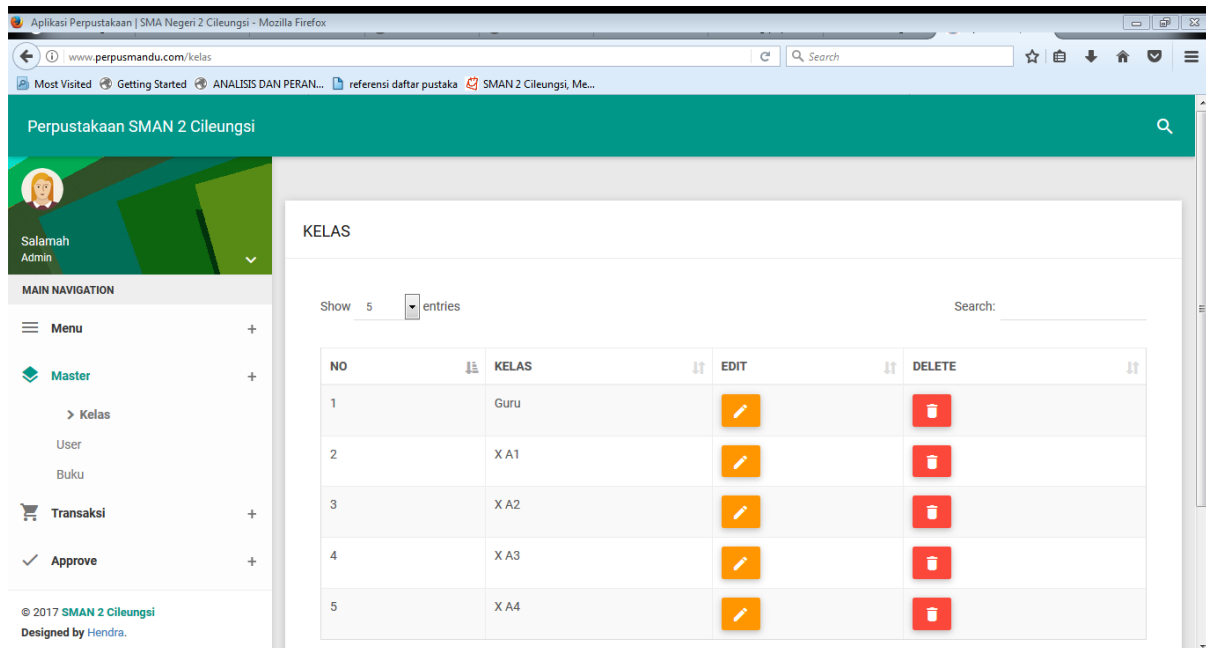 Aplikasi Perpustakaan | SMA Negeri 2 Cileungsi - Mozilla Firefox
www.perpusmandu.com/kelas
Search
Most Visited Getting Started ANALISIS DAN PERAN... referensi daftar pustaka SMAN 2 Cileungsi, Me...
Perpustakaan SMAN 2 Cileungsi
Salamah
Admin
MAIN NAVIGATION
Menu +
Master +
> Kelas
User
Buku
Transaksi +
Approve +
© 2017 SMAN 2 Cileungsi
Designed by Hendra.
KELAS
Show 5 entries Search:
NO KELAS EDIT DELETE
1 Guru
2 X A1
3 X A2
4 X A3
5 X A4